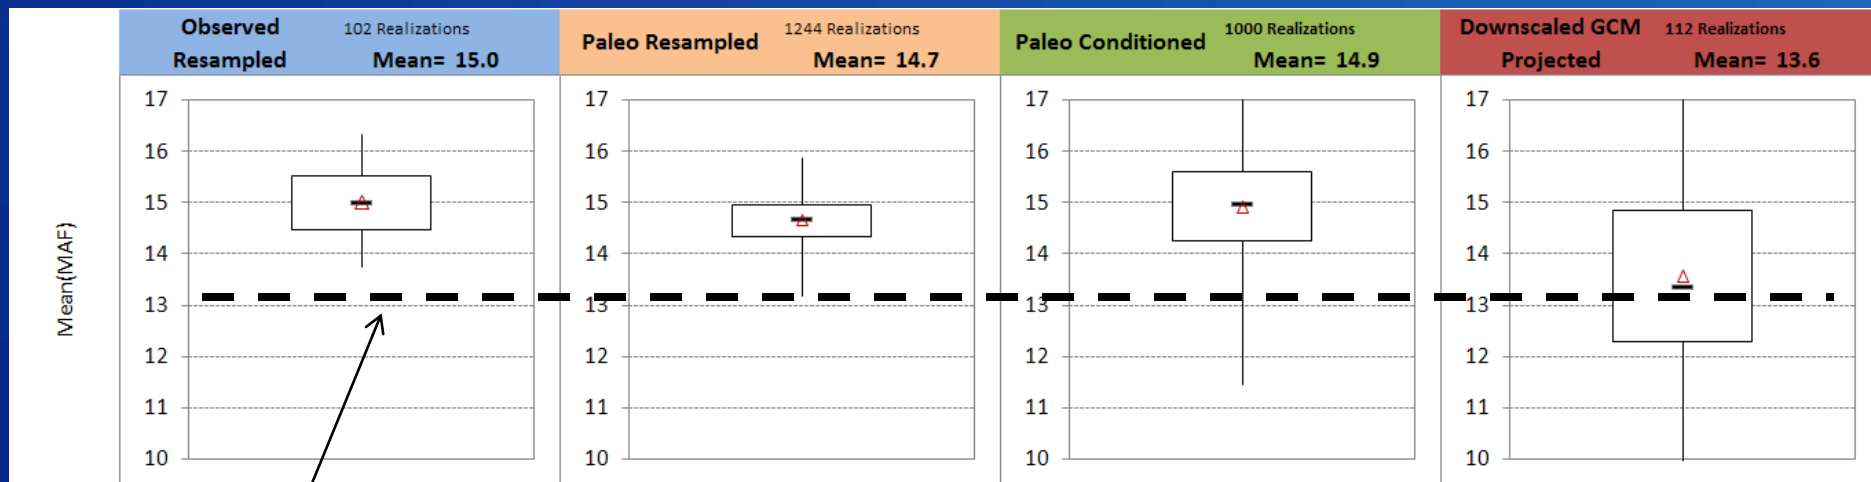 Observed
Resampled
102 Realizations
Mean= 15.0
Paleo Resampled
1244 Realizations
Mean= 14.7
Paleo Conditioned
1000 Realizations
Mean= 14.9
Downscaled GCM
Projected
112 Realizations
Mean= 13.6
Mean(MAF)
17
16
15
14
13
12
11
10
17
16
15
14
13
12
11
10
17
16
15
14
13
12
11
10
17
16
15
14
13
12
11
10